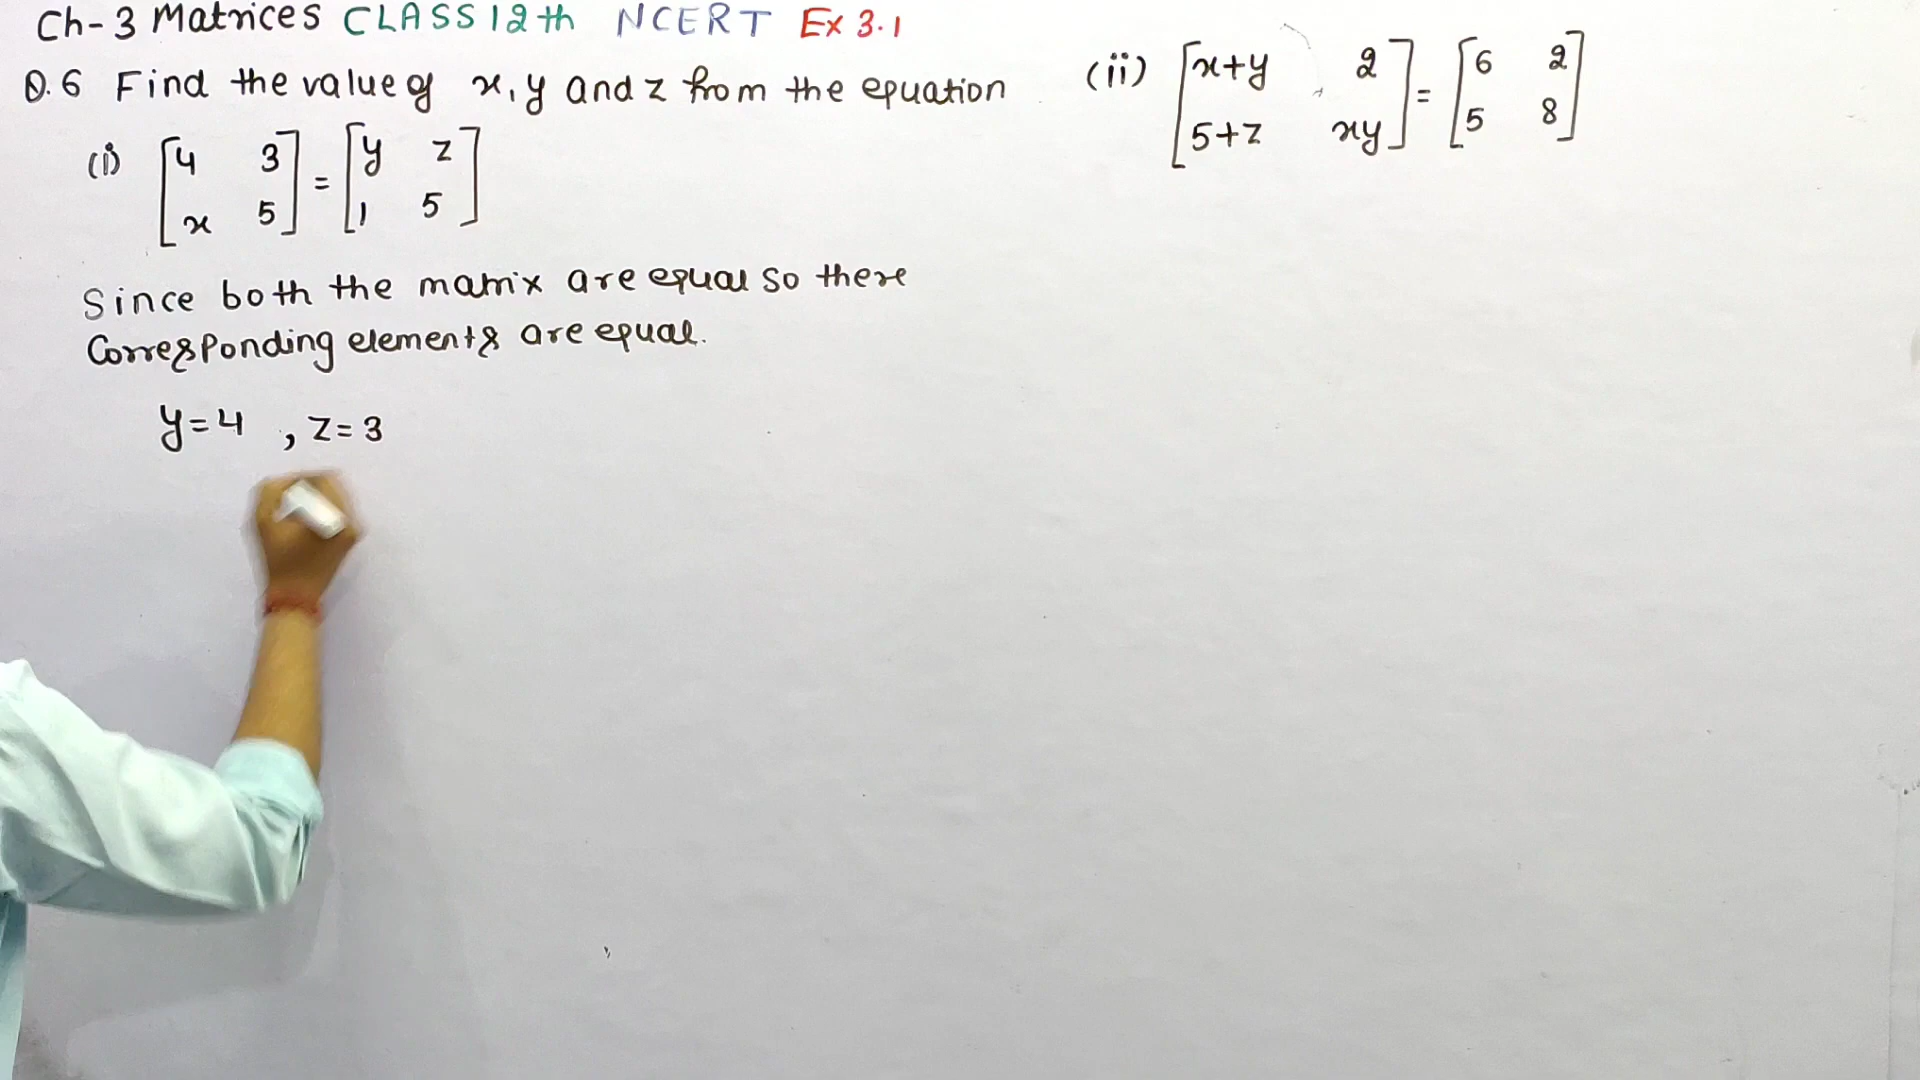 Ch-3 Matrices CLASS 12th NCERT Ex 3.1
Q.6 Find the value of x, y and z from the equation
(i) [4 3 x 5] = [y z 1 5]
Since both the matrix are equal so there
Corresponding elements are equal.
y=4 , z=3
(ii) [x+y 2 5+z xy] = [6 2 5 8]